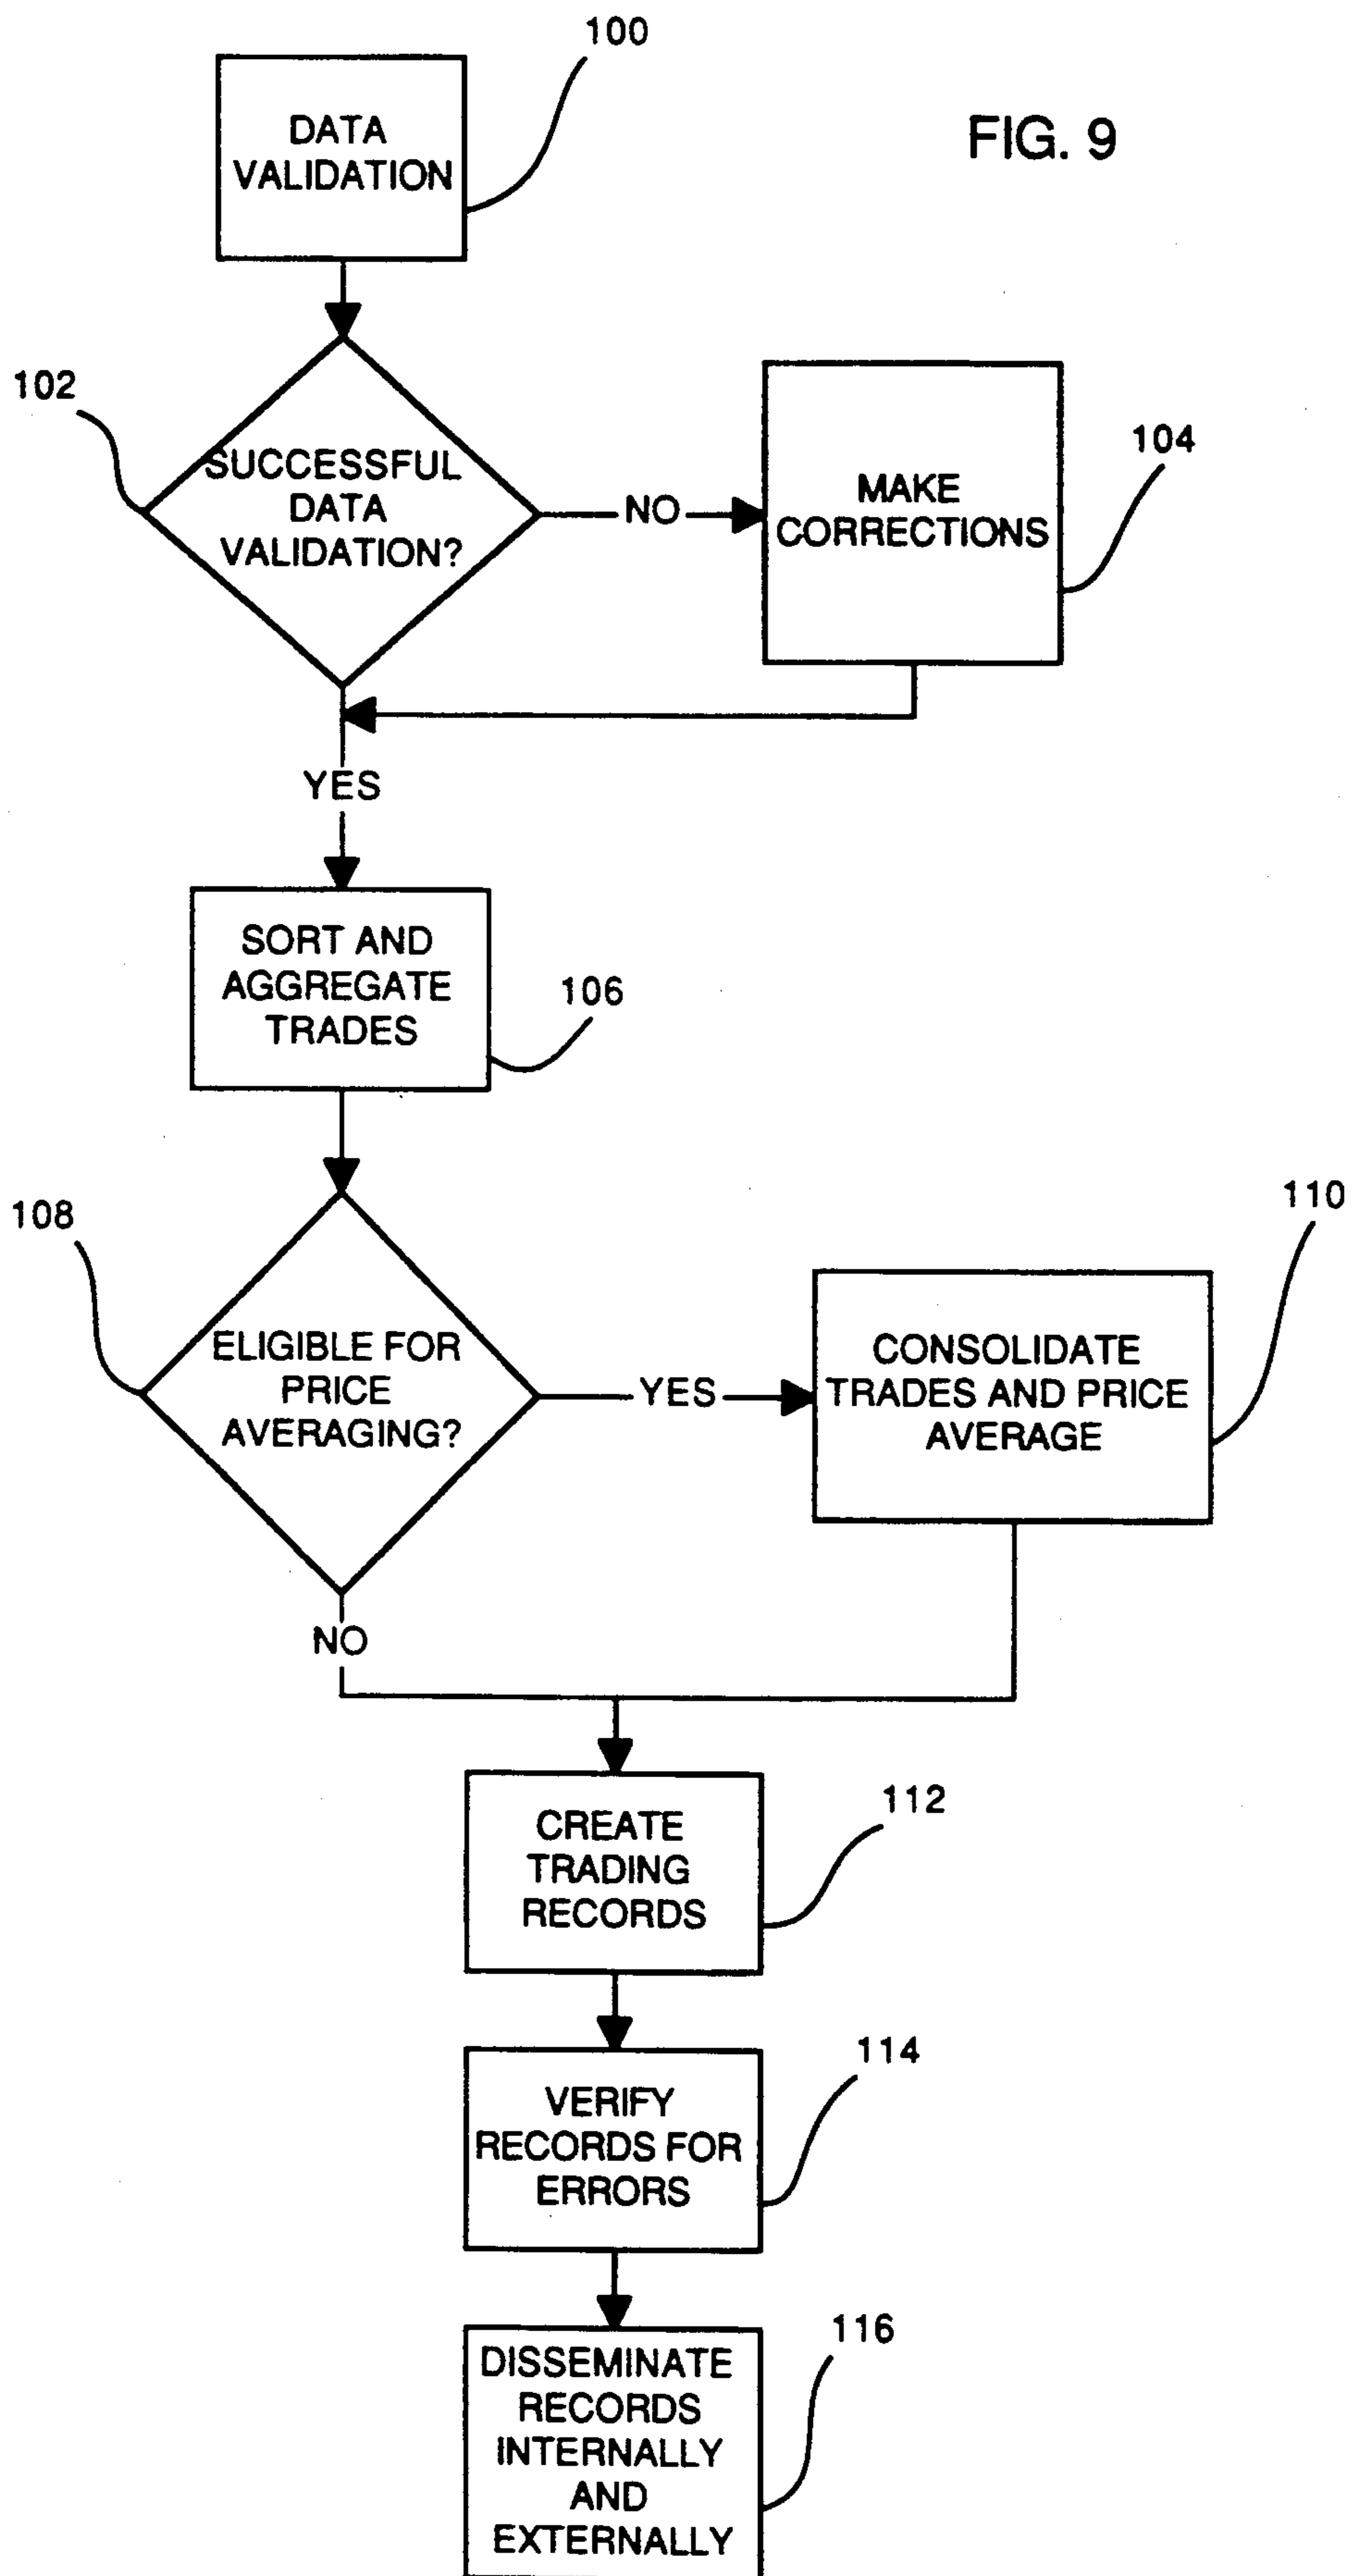 100
DATA
VALIDATION
FIG. 9
102
SUCCESSFUL
DATA
VALIDATION?
NO
MAKE
CORRECTIONS
104
YES
SORT AND
AGGREGATE
TRADES
106
108
ELIGIBLE FOR
PRICE
AVERAGING?
YES
CONSOLIDATE
TRADES AND PRICE
AVERAGE
110
NO
CREATE
TRADING
RECORDS
112
VERIFY
RECORDS FOR
ERRORS
114
DISSEMINATE
RECORDS
INTERNALLY
AND
EXTERNALLY
116